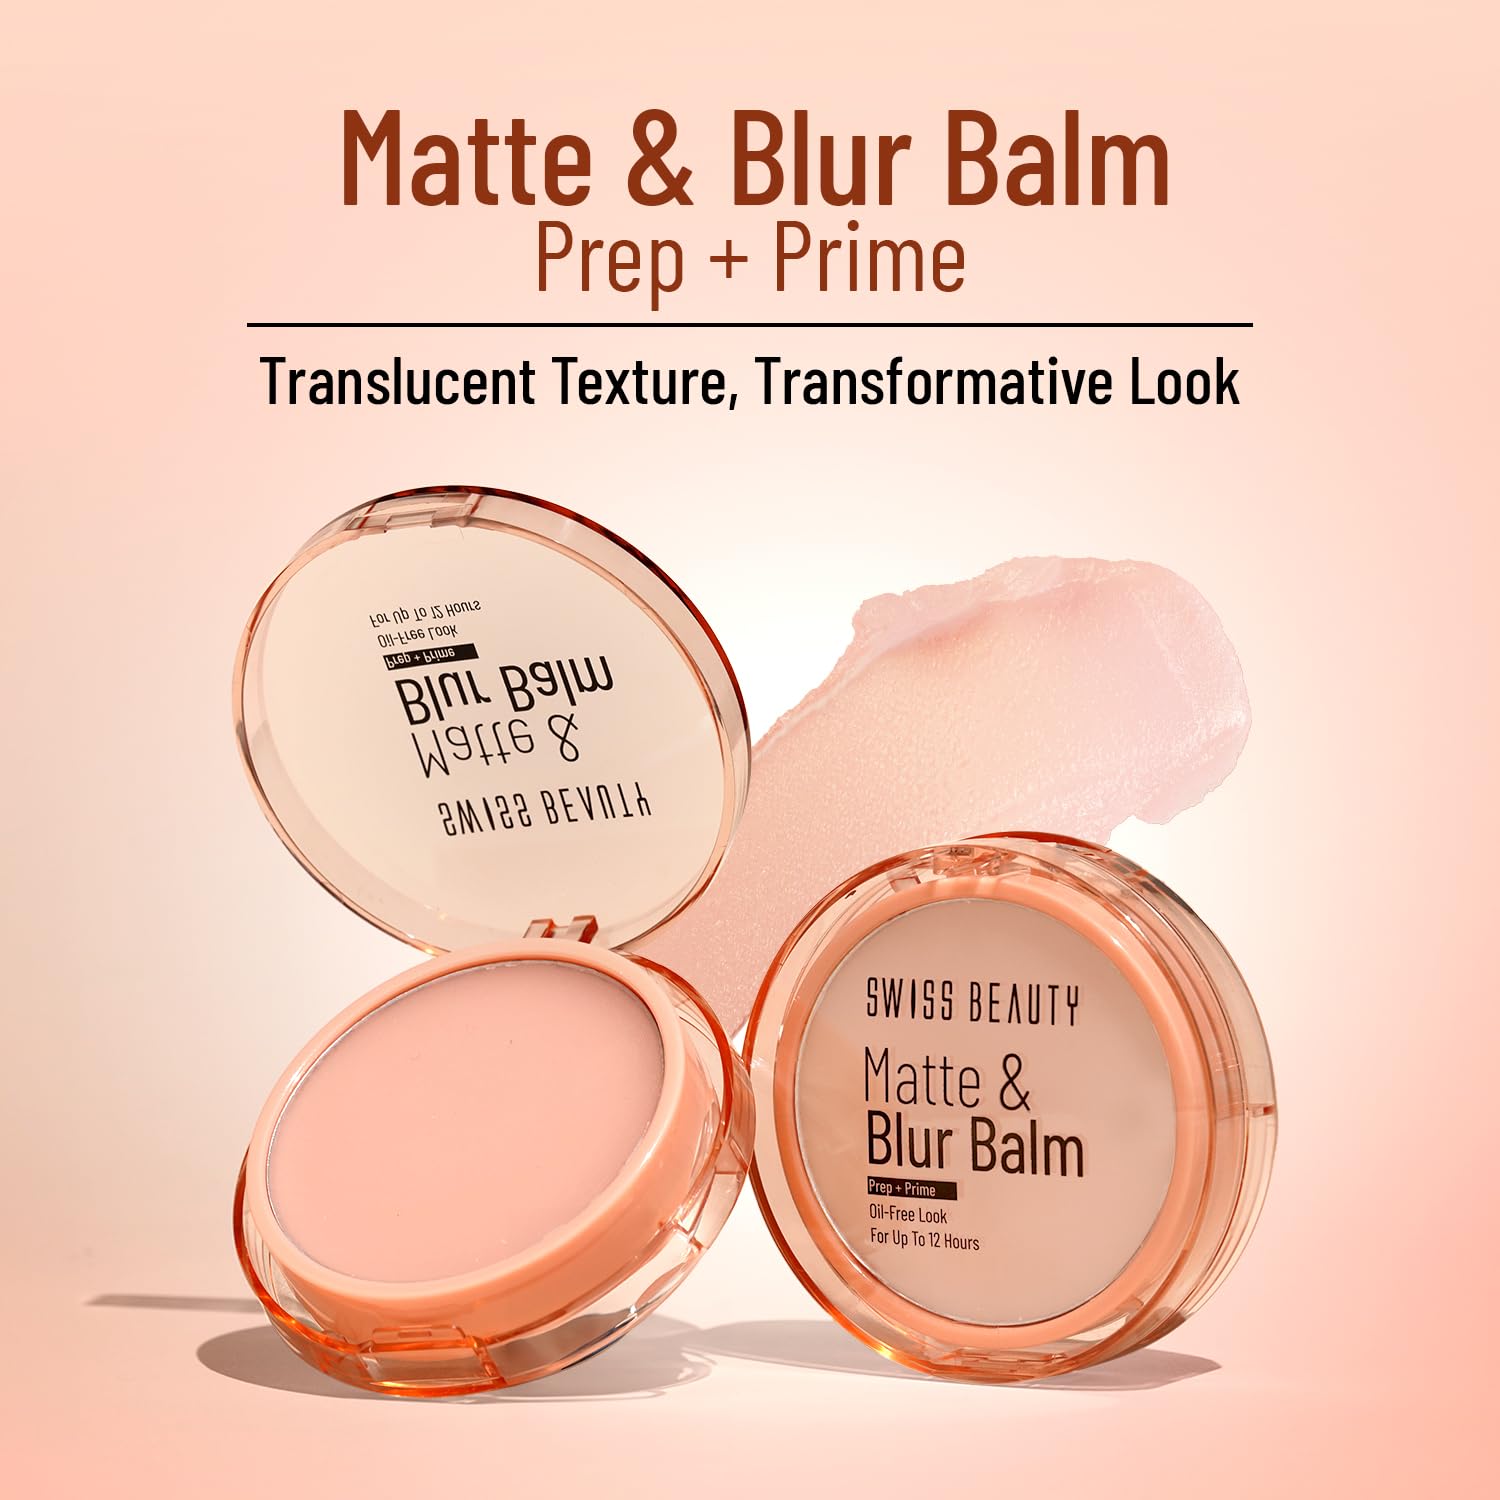 Matte & Blur Balm
Prep + Prime
Translucent Texture, Transformative Look
For Up To 12 Hours
Oil-Free Look
Prep + Prime
Blur Balm
Matte &
SWISS BEAUTY
SWISS BEAUTY
Matte &
Blur Balm
Prep + Prime
Oil-Free Look
For Up To 12 Hours